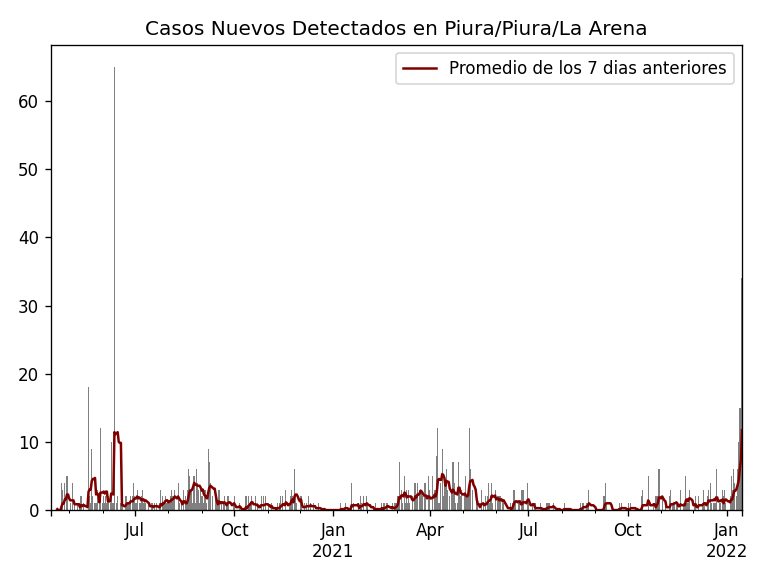 Casos Nuevos Detectados en Piura/Piura/La Arena
Promedio de los 7 dias anteriores
60
50
40
30
20
10
0
Jul
Oct
Jan
2021
Apr
Jul
Oct
Jan
2022